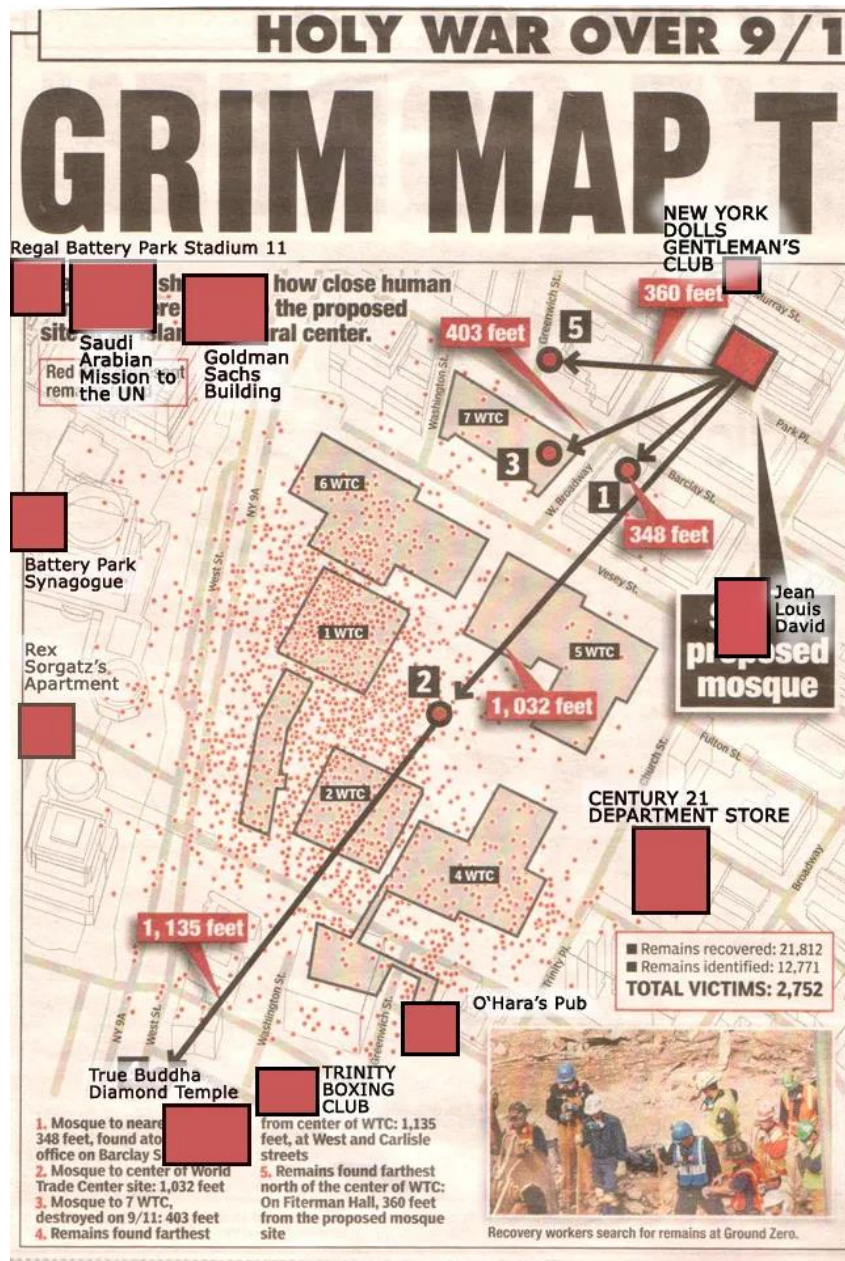 HOLY WAR OVER 9/1
GRIM MAP T
NEW YORK
DOLLS
GENTLEMAN'S
CLUB
Regal Battery Park Stadium 11
how close human
the proposed
Saudi
Arabian
Mission to
the UN
Goldman
Sachs
Building
Red
360 feet
403 feet
Greenwich St.
5
Murray St.
Washington St.
7 WTC
Park Pl.
3
W. Broadway
1
Barclay St.
348 feet
6 WTC
NY 9A
West St.
Vesey St.
Battery Park
Synagogue
1 WTC
5 WTC
Jean
Louis
David
proposed
mosque
Rex
Sorgatz's
Apartment
2
1,032 feet
Church St.
Fulton St.
2 WTC
CENTURY 21
DEPARTMENT STORE
4 WTC
Broadway
1,135 feet
Remains recovered: 21,812
Remains identified: 12,771
TOTAL VICTIMS: 2,752
Trinity Pl.
NY 9A
West St.
Washington St.
Greenwich St.
O'Hara's Pub
True Buddha
Diamond Temple
TRINITY
BOXING
CLUB
1. Mosque to
348 feet, found
office on Barclay
2. Mosque to center of World
Trade Center site: 1,032 feet
3. Mosque to 7 WTC,
destroyed on 9/11: 403 feet
4. Remains found farthest
from center of WTC: 1,135
feet, at West and Carlisle
streets
5. Remains found farthest
north of the center of WTC:
On Fiterman Hall, 360 feet
from the proposed mosque
site
Recovery workers search for remains at Ground Zero.